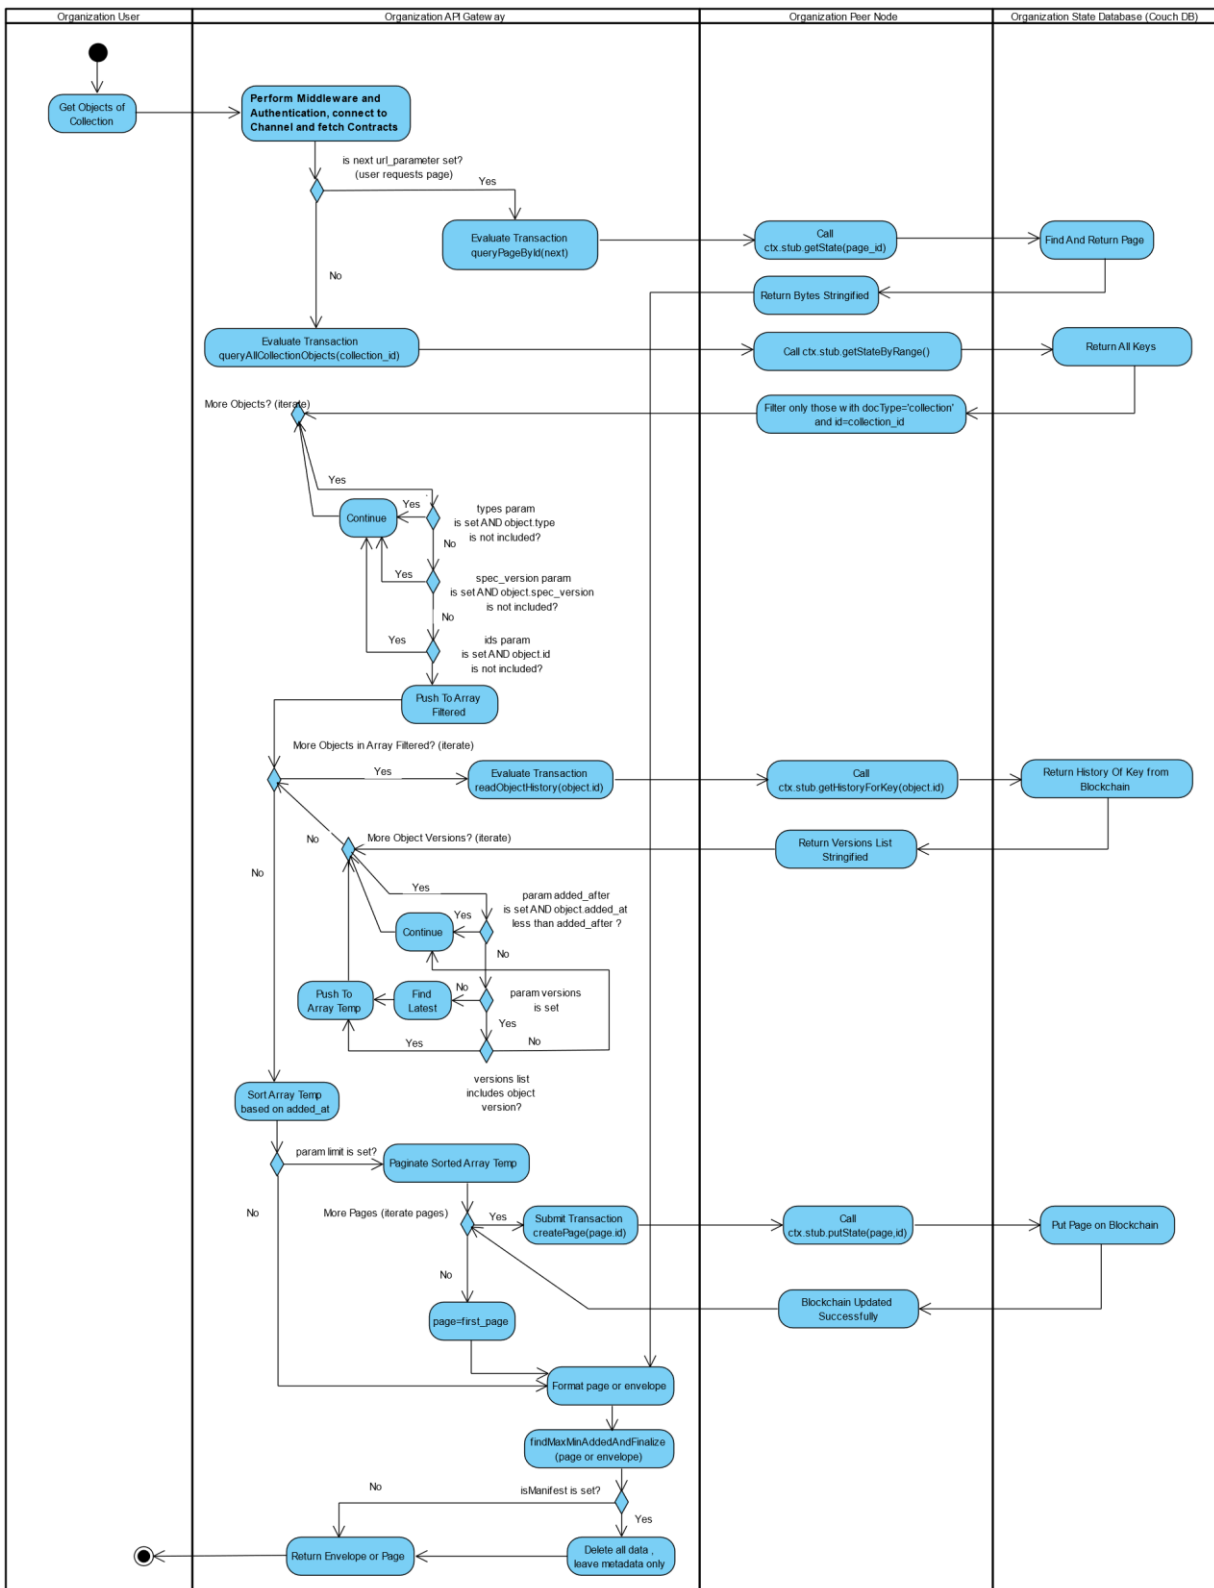 Organization User
Organization API Gateway
Organization Peer Node
Organization State Database (Couch DB)
Get Objects of
Collection
Perform Middleware and
Authentication, connect to
Channel and fetch Contracts
is next url_parameter set?
(user requests page)
Yes
Evaluate Transaction
queryPageById(next)
Call
ctx.stub.getState(page_id)
Find And Return Page
No
Return Bytes Stringified
Evaluate Transaction
queryAllCollectionObjects(collection_id)
Call ctx.stub.getStateByRange()
Return All Keys
More Objects? (iterate)
Filter only those with docType='collection'
and id=collection_id
Yes
Continue
Yes
types param
is set AND object.type
is not included?
No
Yes
spec_version param
is set AND object.spec_version
is not included?
No
Yes
ids param
is set AND object.id
is not included?
Push To Array
Filtered
More Objects in Array Filtered? (iterate)
Yes
Evaluate Transaction
readObjectHistory(object.id)
Call
ctx.stub.getHistoryForKey(object.id)
Return History Of Key from
Blockchain
No
More Object Versions? (iterate)
Return Versions List
Stringified
No
Yes
param added_after
is set AND object.added_at
less than added_after ?
Yes
Continue
No
Push To
Array Temp
Find
Latest
No
param versions
is set
Yes
Yes
No
versions list
includes object
version?
Sort Array Temp
based on added_at
param limit is set?
Paginate Sorted Array Temp
No
More Pages (iterate pages)
Yes
Submit Transaction
createPage(page.id)
Call
ctx.stub.putState(page,id)
Put Page on Blockchain
No
Blockchain Updated
Successfully
page=first_page
Format page or envelope
findMaxMinAddedAndFinalize
(page or envelope)
isManifest is set?
No
Yes
Return Envelope or Page
Delete all data ,
leave metadata only